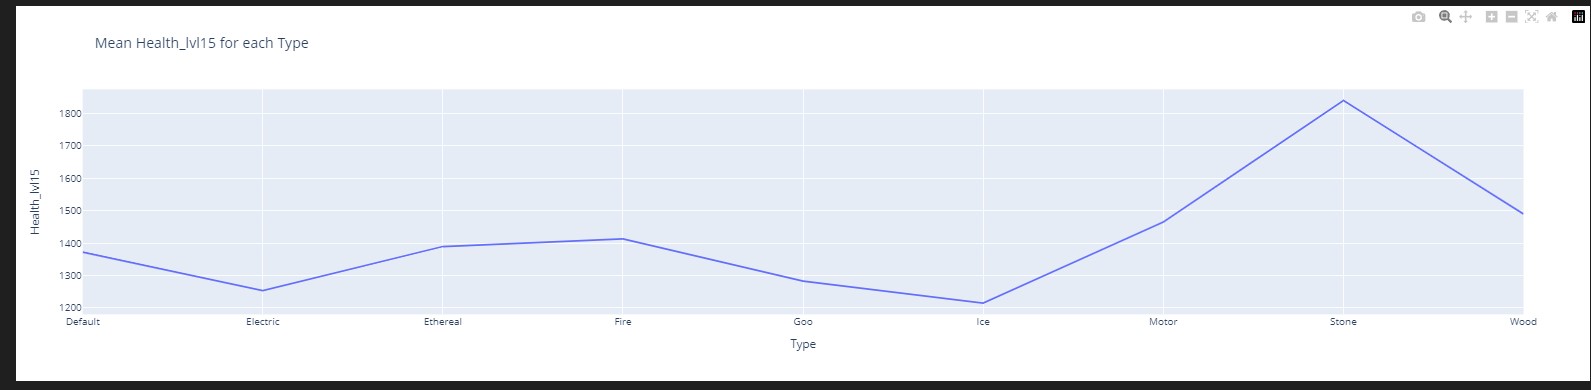 Mean Health_lvl15 for each Type
Health_lvl15
1800
1700
1600
1500
1400
1300
1200
Default Electric Ethereal Fire Goo Ice Motor Stone Wood
Type